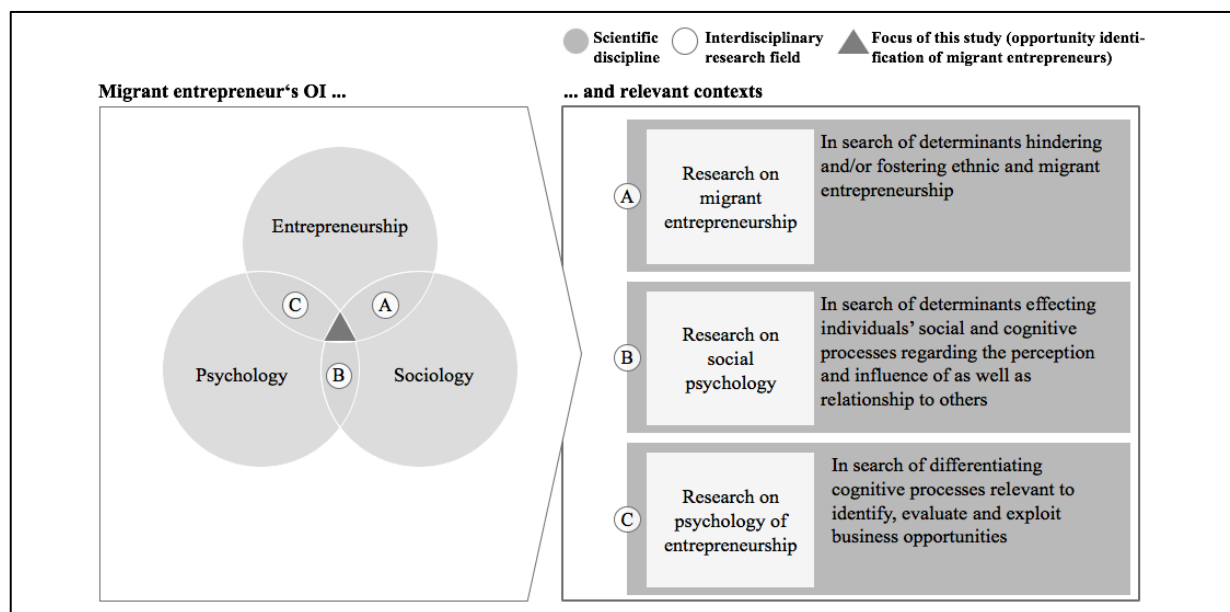 Scientific
discipline
Interdisciplinary
research field
Focus of this study (opportunity identi-
fication of migrant entrepreneurs)
Migrant entrepreneur‘s OI ...
... and relevant contexts
Entrepreneurship
C
A
Psychology
B
Sociology
A
Research on
migrant
entrepreneurship
In search of determinants hindering
and/or fostering ethnic and migrant
entrepreneurship
B
Research on
social
psychology
In search of determinants effecting
individuals’ social and cognitive
processes regarding the perception
and influence of as well as
relationship to others
C
Research on
psychology of
entrepreneurship
In search of differentiating
cognitive processes relevant to
identify, evaluate and exploit
business opportunities